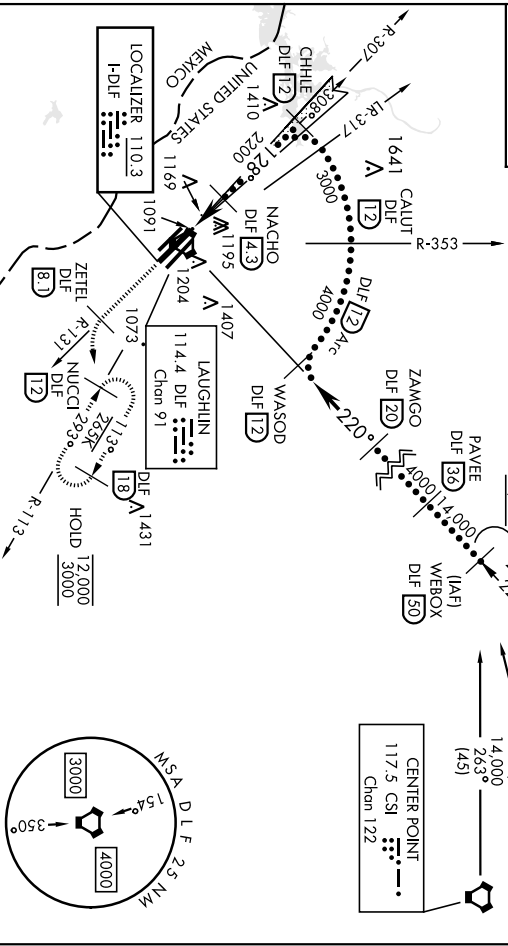 R-307
LR-317
MEXICO
UNITED STATES
LOCALIZER 110.3
I-DLF
CHHLE
DLF 12
308°
1410
128°
2200
1169
1091
NACHO
DLF 4.3
1195
1204
1407
1641
CALUT
DLF
12
3000
R-353
DLF 12 Arc
4000
WASOD
DLF 12
220°
ZAMGO
DLF 20
PAVEE
DLF 36
4000
14,000
(IAF)
WEBOX
DLF 50
LAUGHLIN
114.4 DLF
Chan 91
ZETEL
DLF
8.1
R-131
1073
NUCCI
DLF
12
293°
265K
113°
DLF
18
1431
R-113
HOLD 12,000
3000
14,000
263°
(45)
CENTER POINT
117.5 CSI
Chan 122
MSA DLF 25 NM
3000
154°
350°
4000